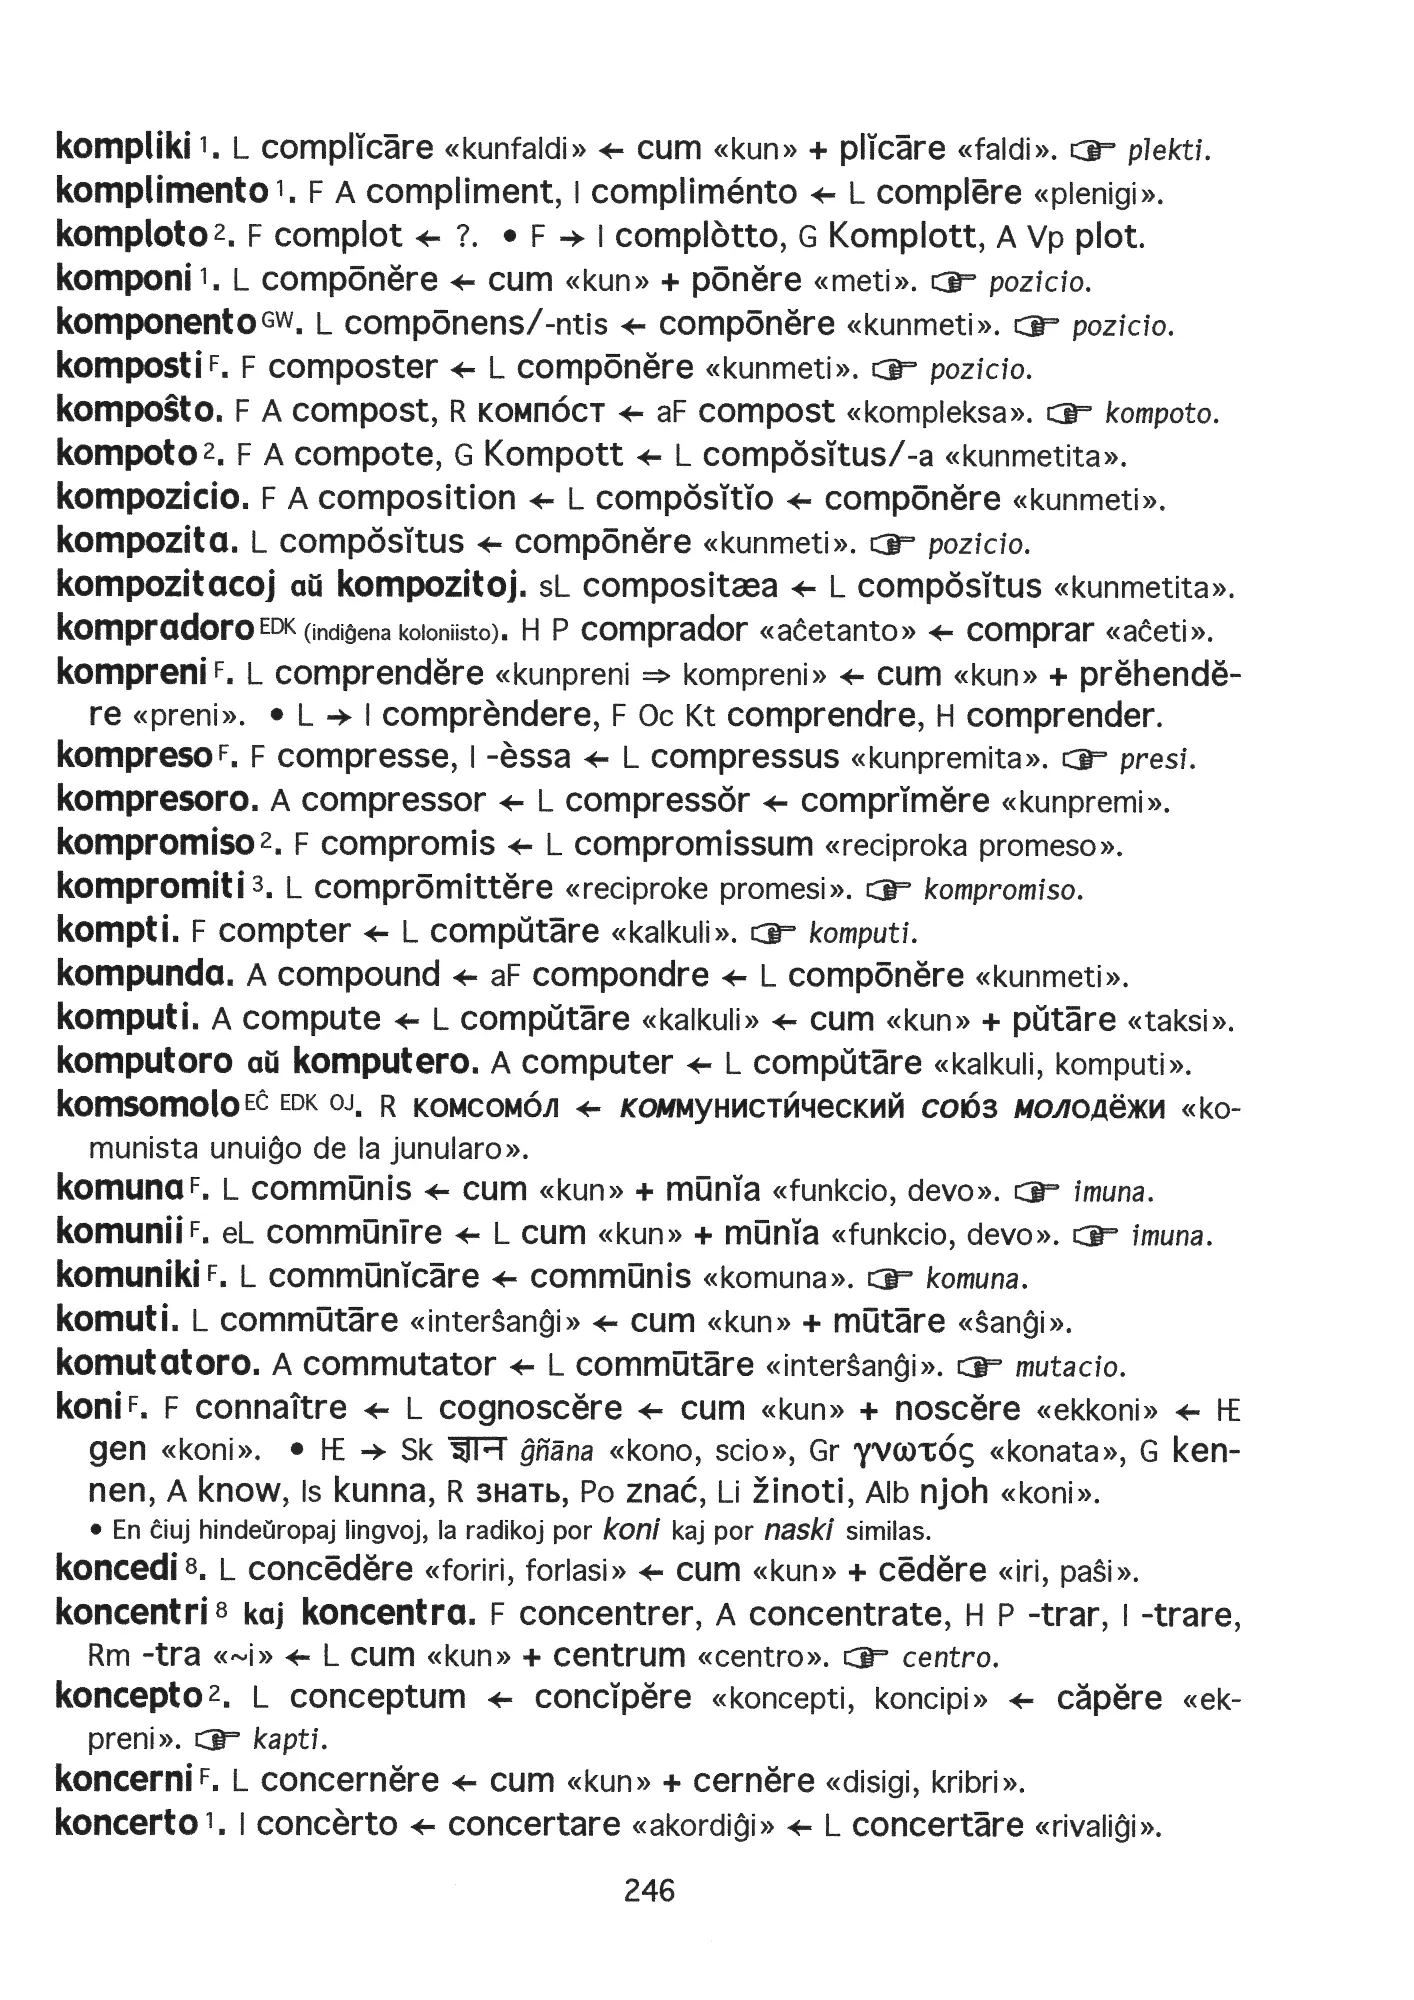 kompliki 1. L complĭcāre «kunfaldi» ← cum «kun» + plĭcāre «faldi». ☞ plekti.
komplimento 1. F A compliment, I compliménto ← L complēre «plenigi».
komploto 2. F complot ← ?. • F → I complòtto, G Komplott, A Vp plot.
komponi 1. L compōnĕre ← cum «kun» + pōnĕre «meti». ☞ pozicio.
komponento GW. L compōnens/-ntis ← compōnĕre «kunmeti». ☞ pozicio.
komposti F. F composter ← L compōnĕre «kunmeti». ☞ pozicio.
kompoŝto. F A compost, R компóст ← aF compost «kompleksa». ☞ kompoto.
kompoto 2. F A compote, G Kompott ← L compŏsĭtus/-a «kunmetita».
kompozicio. F A composition ← L compŏsĭtĭo ← compōnĕre «kunmeti».
kompozita. L compŏsĭtus ← compōnĕre «kunmeti». ☞ pozicio.
kompozitacoj aŭ kompozitoj. sL compositæa ← L compŏsĭtus «kunmetita».
kompradoro EDK (indiĝena koloniisto). H P comprador «aĉetanto» ← comprar «aĉeti».
kompreni F. L comprendĕre «kunpreni ⇒ kompreni» ← cum «kun» + prĕhendĕ-
re «preni». • L → I comprèndere, F Oc Kt comprendre, H comprender.
kompreso F. F compresse, I -èssa ← L compressus «kunpremita». ☞ presi.
kompresoro. A compressor ← L compressŏr ← comprĭmĕre «kunpremi».
kompromiso 2. F compromis ← L compromissum «reciproka promeso».
kompromiti 3. L comprōmittĕre «reciproke promesi». ☞ kompromiso.
kompti. F compter ← L compŭtāre «kalkuli». ☞ komputi.
kompunda. A compound ← aF compondre ← L compōnĕre «kunmeti».
komputi. A compute ← L compŭtāre «kalkuli» ← cum «kun» + pŭtāre «taksi».
komputoro aŭ komputero. A computer ← L compŭtāre «kalkuli, komputi».
komsomolo EĈ EDK OJ. R комсомóл ← коммунисти́ческий сою́з молодёжи «ko-
munista unuiĝo de la junularo».
komuna F. L commūnis ← cum «kun» + mūnĭa «funkcio, devo». ☞ imuna.
komunii F. eL commūnīre ← L cum «kun» + mūnĭa «funkcio, devo». ☞ imuna.
komuniki F. L commūnĭcāre ← commūnis «komuna». ☞ komuna.
komuti. L commūtāre «interŝanĝi» ← cum «kun» + mūtāre «ŝanĝi».
komutatoro. A commutator ← L commūtāre «interŝanĝi». ☞ mutacio.
koni F. F connaître ← L cognoscĕre ← cum «kun» + noscĕre «ekkoni» ← IE
gen «koni». • IE → Sk ज्ञान ĝñāna «kono, scio», Gr γνωτός «konata», G ken-
nen, A know, Is kunna, R знать, Po znać, Li žinoti, Alb njoh «koni».
• En ĉiuj hindeŭropaj lingvoj, la radikoj por koni kaj por naski similas.
koncedi 8. L concēdĕre «foriri, forlasi» ← cum «kun» + cēdĕre «iri, paŝi».
koncentri 8 kaj koncentra. F concentrer, A concentrate, H P -trar, I -trare,
Rm -tra «~i» ← L cum «kun» + centrum «centro». ☞ centro.
koncepto 2. L conceptum ← concĭpĕre «koncepti, koncipi» ← căpĕre «ek-
preni». ☞ kapti.
koncerni F. L concernĕre ← cum «kun» + cernĕre «disigi, kribri».
koncerto 1. I concèrto ← concertare «akordiĝi» ← L concertāre «rivaliĝi».
246